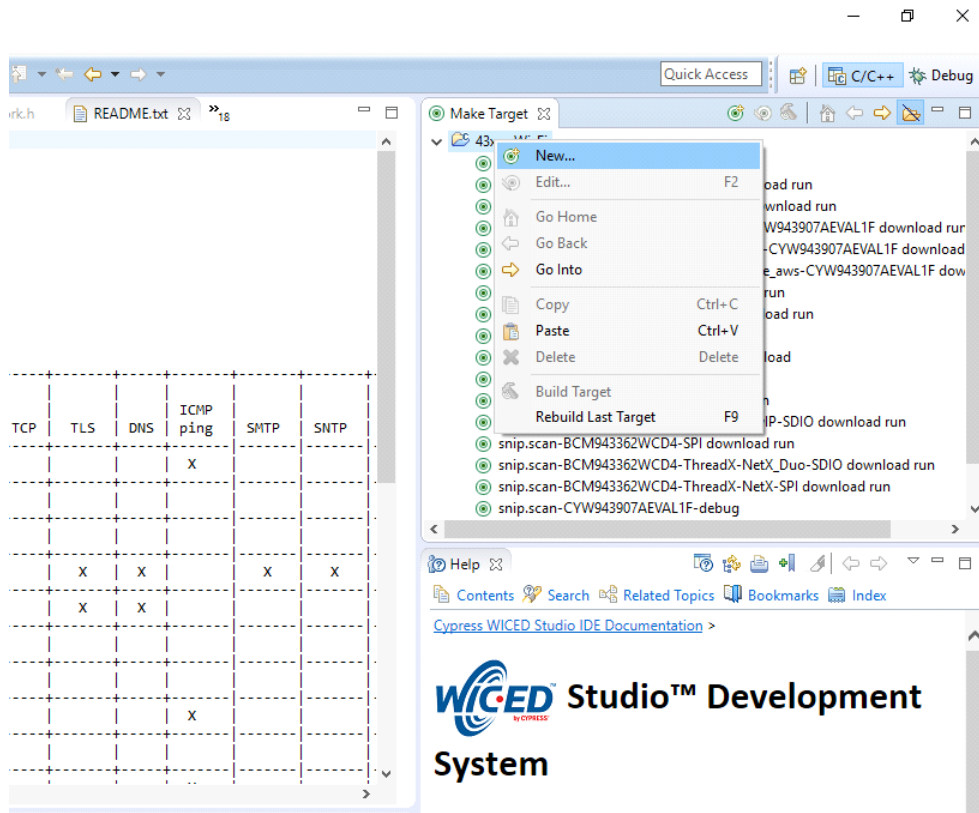 Quick Access C/C++ Debug
rk.h README.txt 18
Make Target
43x
New...
Edit... F2
oad run
wnload run
Go Home
W943907AEVAL1F download run
Go Back
-CYW943907AEVAL1F download
Go Into
e_aws-CYW943907AEVAL1F dow
run
Copy Ctrl+C
oad run
Paste Ctrl+V
Delete Delete
load
Build Target
Rebuild Last Target F9
IP-SDIO download run
snip.scan-BCM943362WCD4-SPI download run
snip.scan-BCM943362WCD4-ThreadX-NetX_Duo-SDIO download run
snip.scan-BCM943362WCD4-ThreadX-NetX-SPI download run
snip.scan-CYW943907AEVAL1F-debug
ICMP
TCP | TLS | DNS | ping | SMTP | SNTP
X
X X X X
X X
X
Help
Contents Search Related Topics Bookmarks Index
Cypress WICED Studio IDE Documentation >
WICED™ by CYPRESS Studio™ Development
System